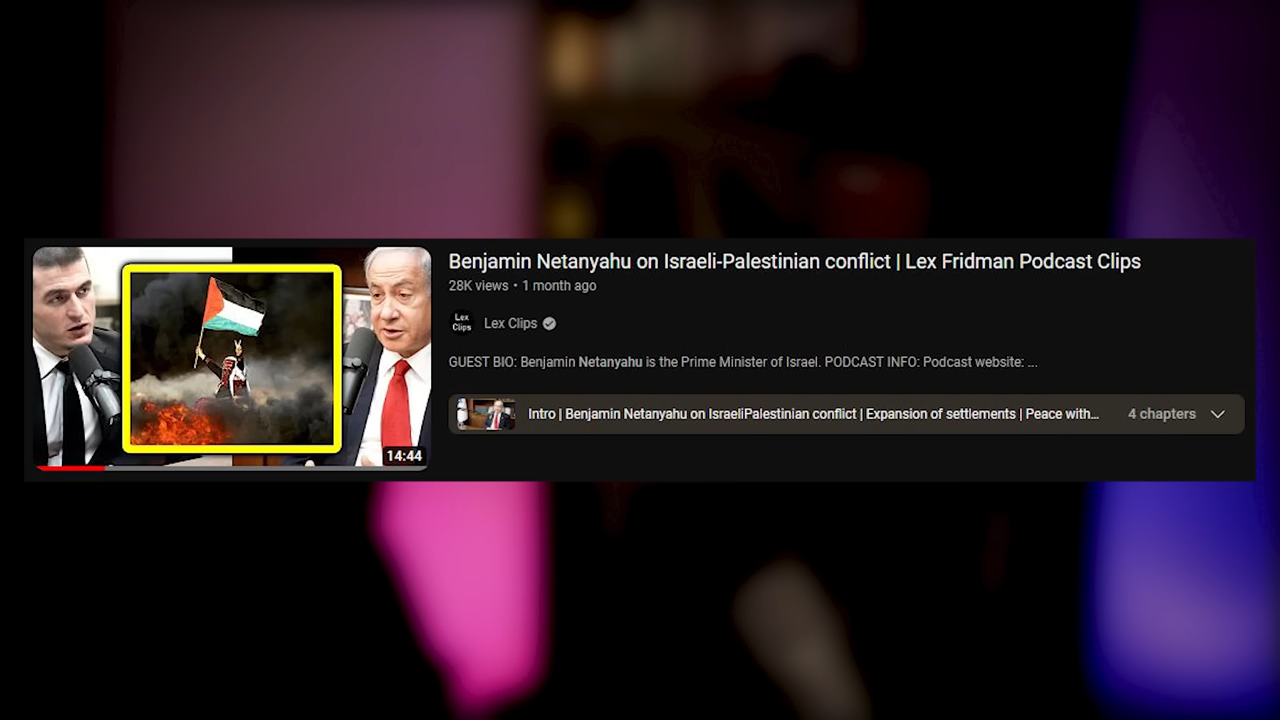 Benjamin Netanyahu on Israeli-Palestinian conflict | Lex Fridman Podcast Clips
28K views • 1 month ago
Lex
Clips
Lex Clips
GUEST BIO: Benjamin Netanyahu is the Prime Minister of Israel. PODCAST INFO: Podcast website: ...
Intro | Benjamin Netanyahu on IsraeliPalestinian conflict | Expansion of settlements | Peace with...
4 chapters
14:44